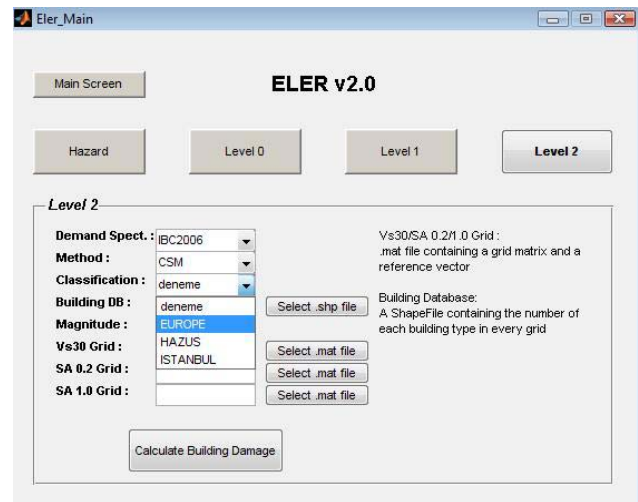 Eler_Main
Main Screen
ELER v2.0
Hazard
Level 0
Level 1
Level 2
Level 2
Demand Spect. : IBC2006
Method : CSM
Classification : deneme
Building DB : deneme
Select .shp file
Magnitude : EUROPE
HAZUS
Vs30 Grid : ISTANBUL
Select .mat file
SA 0.2 Grid :
Select .mat file
SA 1.0 Grid :
Select .mat file
Calculate Building Damage
Vs30/SA 0.2/1.0 Grid :
.mat file containing a grid matrix and a
reference vector
Building Database:
A ShapeFile containing the number of
each building type in every grid